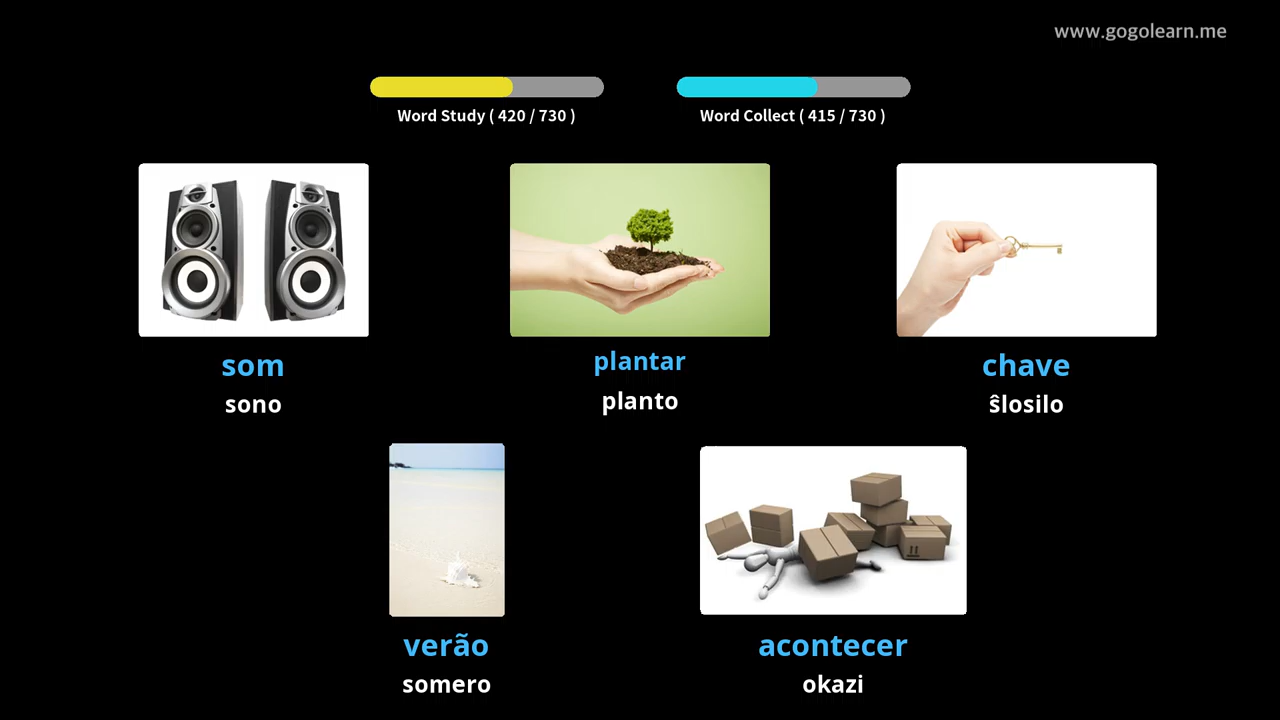 www.gogolearn.me
Word Study ( 420 / 730 )
Word Collect ( 415 / 730 )
som
sono
plantar
planto
chave
ŝlosilo
verão
somero
acontecer
okazi